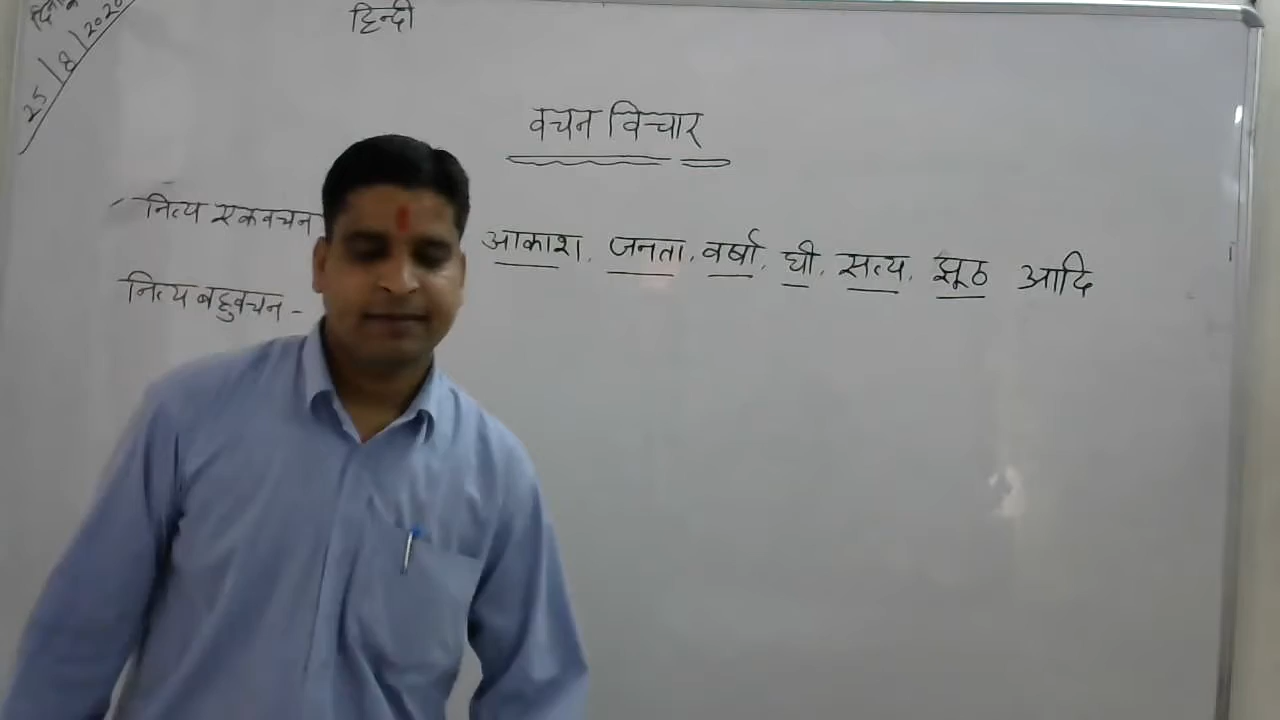 25/8/2020
हिन्दी
वचन विचार
नित्य एकवचन आकाश, जनता, वर्षा, घी, सत्य, झूठ आदि
नित्य बहुवचन -